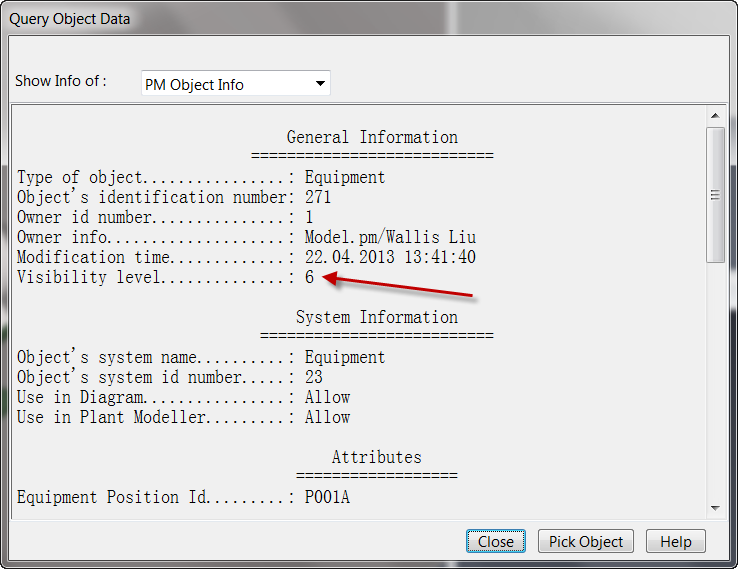 Query Object Data
Show Info of : PM Object Info
General Information
===========================
Type of object................: Equipment
Object's identification number: 271
Owner id number...............: 1
Owner info....................: Model.pm/Wallis Liu
Modification time.............: 22.04.2013 13:41:40
Visibility level..............: 6
System Information
==========================
Object's system name..........: Equipment
Object's system id number.....: 23
Use in Diagram................: Allow
Use in Plant Modeller.........: Allow
Attributes
==================
Equipment Position Id.........: P001A
Close Pick Object Help